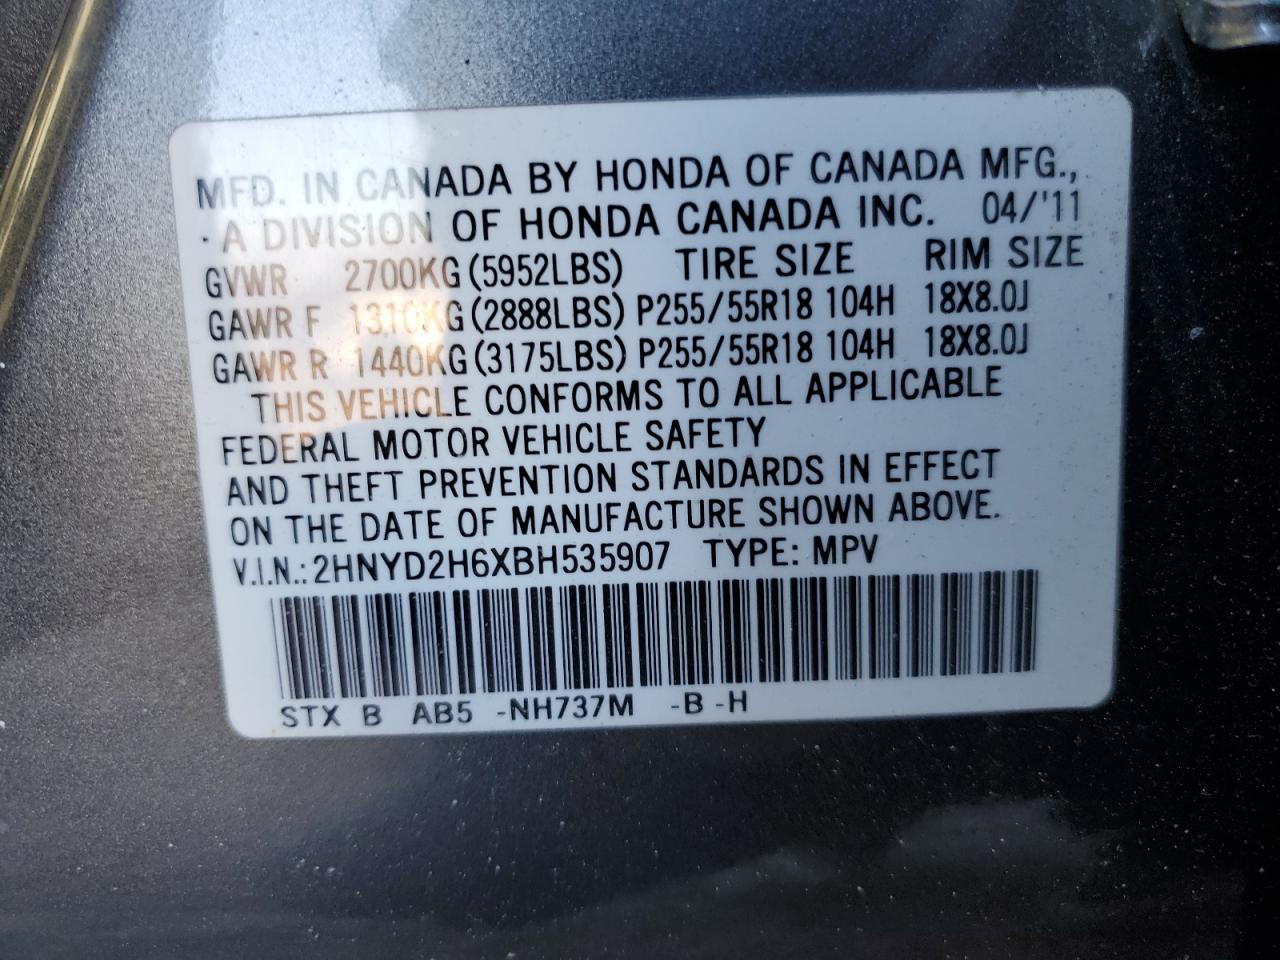 MFD. IN CANADA BY HONDA OF CANADA MFG.,
. A DIVISION OF HONDA CANADA INC. 04/'11
GVWR 2700KG (5952LBS) TIRE SIZE RIM SIZE
GAWR F 1310KG (2888LBS) P255/55R18 104H 18X8.0J
GAWR R 1440KG (3175LBS) P255/55R18 104H 18X8.0J
THIS VEHICLE CONFORMS TO ALL APPLICABLE
FEDERAL MOTOR VEHICLE SAFETY
AND THEFT PREVENTION STANDARDS IN EFFECT
ON THE DATE OF MANUFACTURE SHOWN ABOVE.
V.I.N.: 2HNYD2H6XBH535907 TYPE: MPV
STX B AB5 -NH737M -B -H